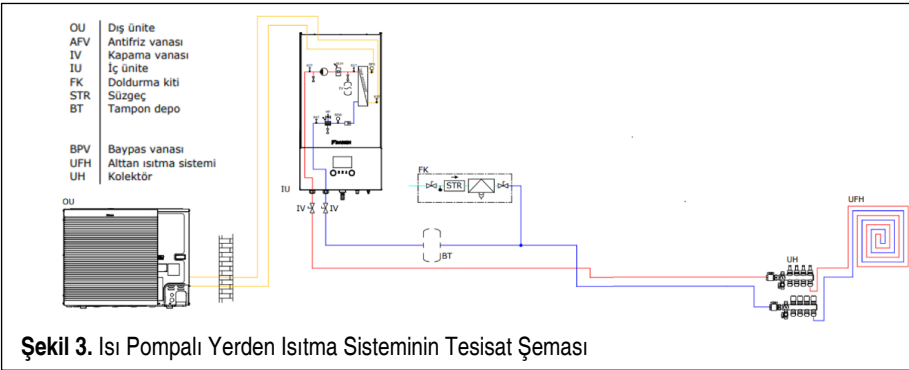 OU Dış ünite
AFV Antifriz vanası
IV Kapama vanası
IU İç ünite
FK Doldurma kiti
STR Süzgeç
BT Tampon depo
BPV Baypas vanası
UFH Alttan ısıtma sistemi
UH Kolektör
OU
IU
IV
IV
FK
STR
BT
UH
UFH
Şekil 3. Isı Pompalı Yerden Isıtma Sisteminin Tesisat Şeması